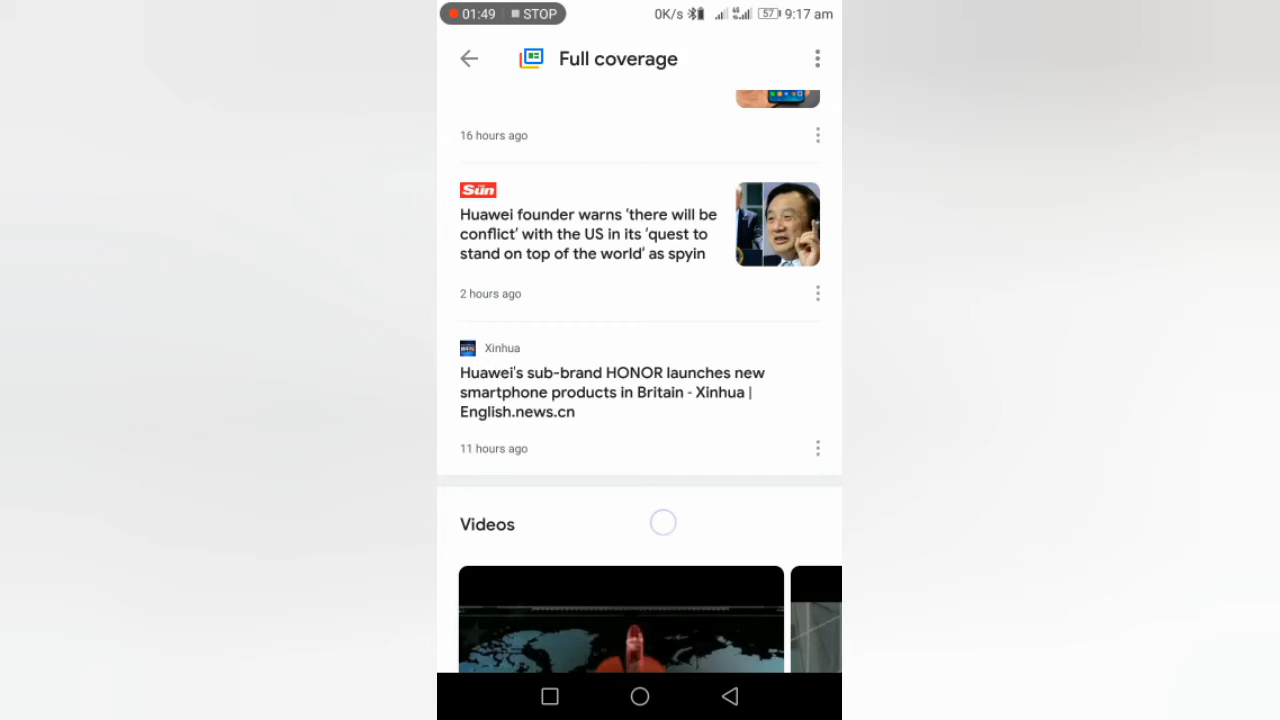 01:49 STOP 0K/s 57 9:17 am
Full coverage
16 hours ago
THE Sun
Huawei founder warns 'there will be
conflict' with the US in its 'quest to
stand on top of the world' as spyin
2 hours ago
Xinhua
Huawei's sub-brand HONOR launches new
smartphone products in Britain - Xinhua |
English.news.cn
11 hours ago
Videos